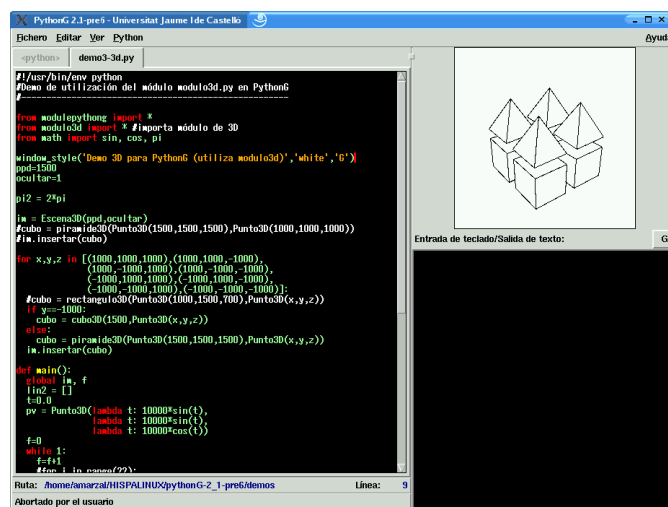 PythonG 2.1-pre6 - Universitat Jaume I de Castello
Fichero Editar Ver Python
Ayuda
<python> demo3-3d.py
#!/usr/bin/env python
#Demo de utilización del módulo modulo3d.py en PythonG
#----------------------------------------------------
from modulepythong import *
from modulo3d import * #importa módulo de 3D
from math import sin, cos, pi
window_style('Demo 3D para PythonG (utiliza modulo3d)','white','G')
ppd=1500
ocultar=1
pi2 = 2*pi
im = Escena3D(ppd,ocultar)
#cubo = piramide3D(Punto3D(1500,1500,1500),Punto3D(1000,1000,1000))
#im.insertar(cubo)
for x,y,z in [(1000,1000,1000),(1000,1000,-1000),
(1000,-1000,1000),(1000,-1000,-1000),
(-1000,1000,1000),(-1000,1000,-1000),
(-1000,-1000,1000),(-1000,-1000,-1000)]:
#cubo = rectangulo3D(Punto3D(1000,1500,700),Punto3D(x,y,z))
if y==-1000:
cubo = cubo3D(1500,Punto3D(x,y,z))
else:
cubo = piramide3D(Punto3D(1500,1500,1500),Punto3D(x,y,z))
im.insertar(cubo)
def main():
global im, f
lin2 = []
t=0.0
pv = Punto3D(lambda t: 10000*sin(t),
lambda t: 10000*sin(t),
lambda t: 10000*cos(t))
f=0
while 1:
f=f+1
#for i in range(22):
Entrada de teclado/Salida de texto:
G
Ruta: /home/amarzal/HISPALINUX/pythonG-2_1-pre6/demos Línea: 9
Abortado por el usuario